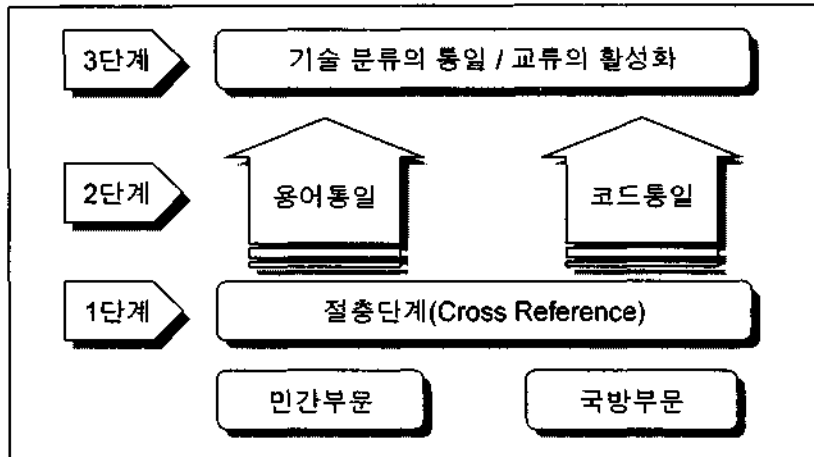 3단계
기술 분류의 통일 / 교류의 활성화
2단계
용어통일
코드통일
1단계
절충단계(Cross Reference)
민간부문
국방부문